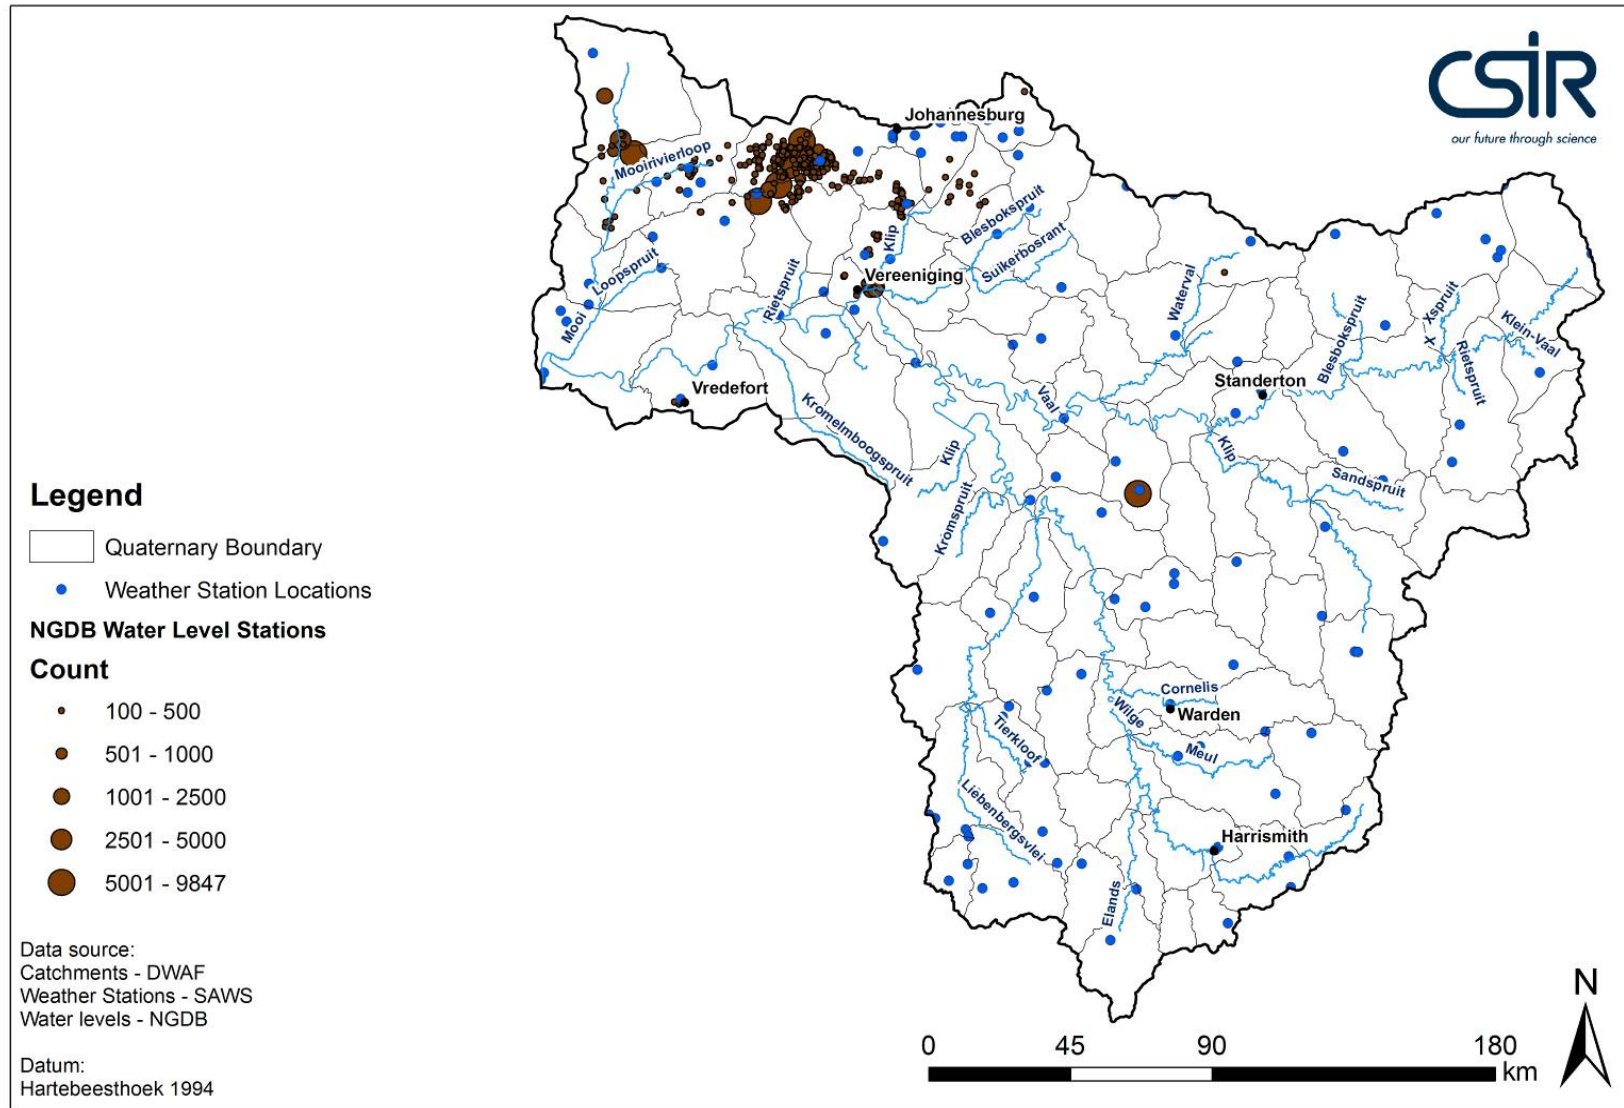 CSIR
our future through science
Johannesburg
Mooirivierloop
Blesbokspruit
Suikerbosrant
Klip
Vereeniging
Loopspruit
Rietspruit
Mooi
Waterval
Blesbokspruit
X Xspruit
Klein-Vaal
Rietspruit
Standerton
Vredefort
Vaal
Kromelmboogspruit
Klip
Klip
Sandspruit
Kromspruit
Legend
Quaternary Boundary
Weather Station Locations
NGDB Water Level Stations
Count
100 - 500
501 - 1000
1001 - 2500
2501 - 5000
5001 - 9847
Cornelis
Warden
Wilge
Meul
Tierkloof
Liebenbergsvlei
Harrismith
Elands
Data source:
Catchments - DWAF
Weather Stations - SAWS
Water levels - NGDB
Datum:
Hartebeesthoek 1994
N
0 45 90 180
km